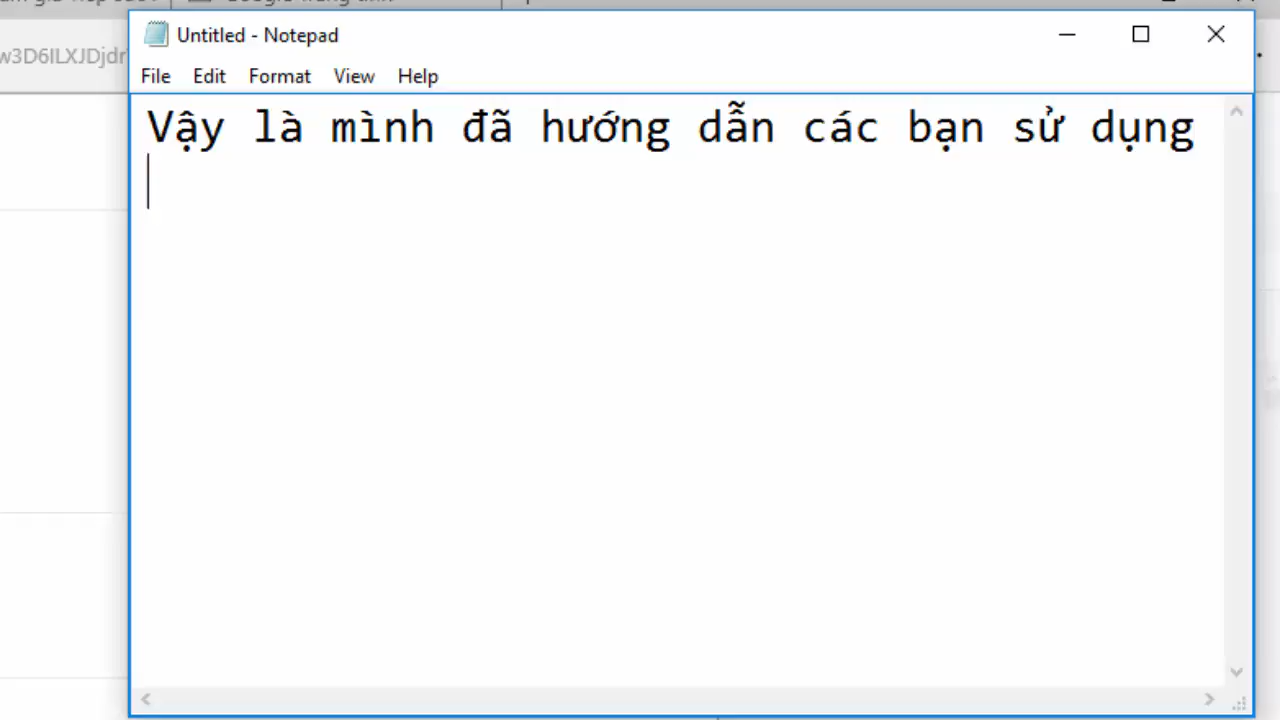 Untitled - Notepad
File Edit Format View Help
Vậy là mình đã hướng dẫn các bạn sử dụng